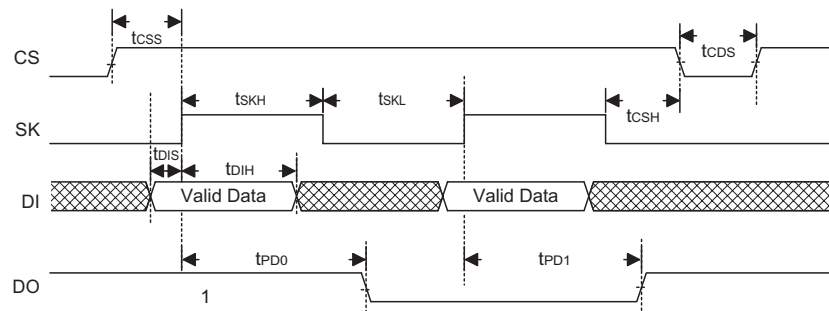 CS
tCSS
tCDS
SK
tSKH
tSKL
tCSH
tDIS
tDIH
DI
Valid Data
Valid Data
DO
tPD0
tPD1
1